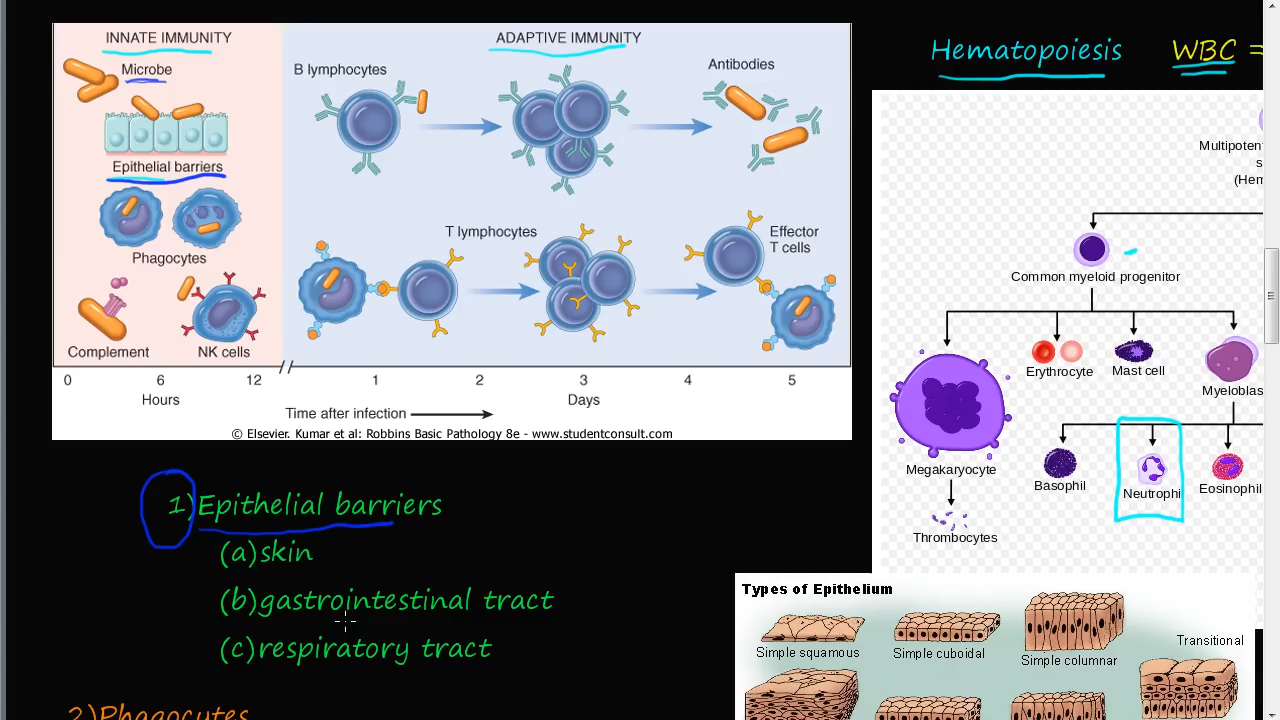 INNATE IMMUNITY
ADAPTIVE IMMUNITY
Microbe
B lymphocytes
Antibodies
Epithelial barriers
T lymphocytes
Effector
T cells
Phagocytes
Complement
NK cells
0 6 12 1 2 3 4 5
Hours
Days
Time after infection
© Elsevier. Kumar et al: Robbins Basic Pathology 8e - www.studentconsult.com
Hematopoiesis WBC =
Multipoten
s
(Hem
Common myeloid progenitor
Erythrocyte
Mast cell
Myeloblas
Megakaryocyte
Basophil
Neutrophi
Eosinophil
Thrombocytes
1)Epithelial barriers
(a)skin
(b)gastrointestinal tract
(c)respiratory tract
2)Phagocytes
Types of Epithelium
Simple squamous
Simple cuboidal
Simple columnar
Transitional